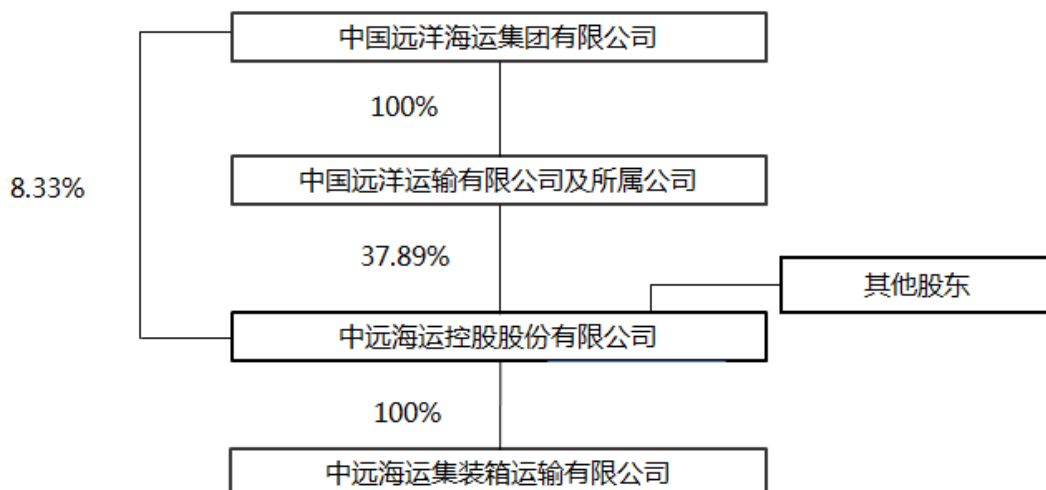 中国远洋海运集团有限公司
100%
中国远洋运输有限公司及所属公司
8.33%
37.89%
其他股东
中远海运控股股份有限公司
100%
中远海运集装箱运输有限公司